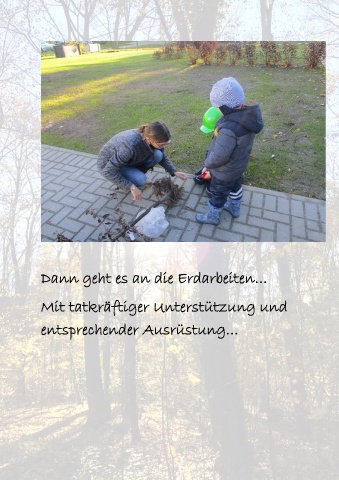 Dann geht es an die Erdarbeiten...
Mit tatkräftiger Unterstützung und
entsprechender Ausrüstung...